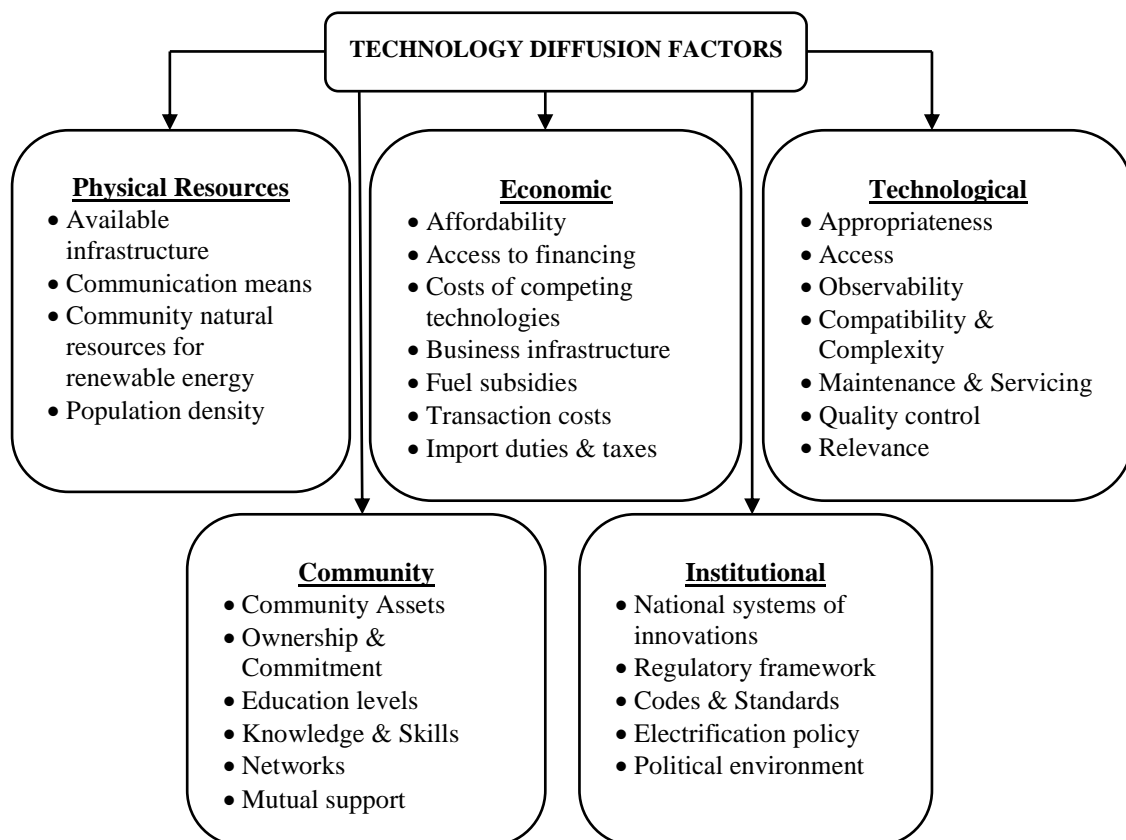 TECHNOLOGY DIFFUSION FACTORS
Physical Resources
• Available
infrastructure
• Communication means
• Community natural
resources for
renewable energy
• Population density
Economic
• Affordability
• Access to financing
• Costs of competing
technologies
• Business infrastructure
• Fuel subsidies
• Transaction costs
• Import duties & taxes
Technological
• Appropriateness
• Access
• Observability
• Compatibility &
Complexity
• Maintenance & Servicing
• Quality control
• Relevance
Community
• Community Assets
• Ownership &
Commitment
• Education levels
• Knowledge & Skills
• Networks
• Mutual support
Institutional
• National systems of
innovations
• Regulatory framework
• Codes & Standards
• Electrification policy
• Political environment